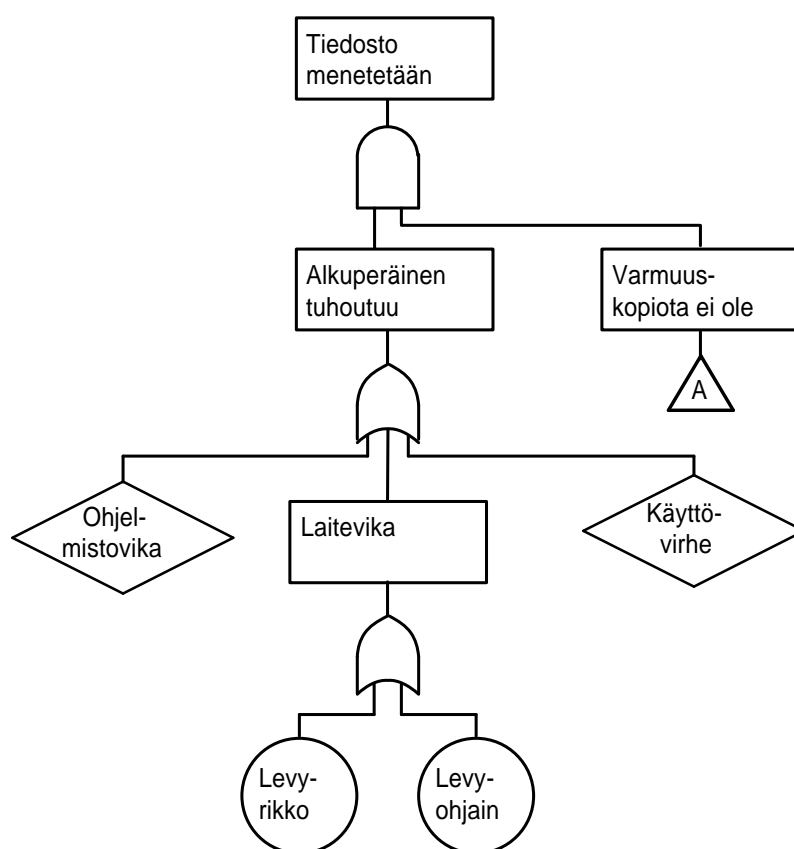 Tiedosto
menetetään
Alkuperäinen
tuhoutuu
Varmuus-
kopiota ei ole
A
Ohjel-
mistovika
Laitevika
Käyttö-
virhe
Levy-
rikko
Levy-
ohjain